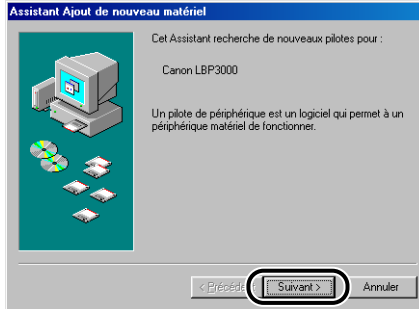 Assistant Ajout de nouveau matériel
Cet Assistant recherche de nouveaux pilotes pour :
Canon LBP3000
Un pilote de périphérique est un logiciel qui permet à un
périphérique matériel de fonctionner.
< Précédent Suivant > Annuler